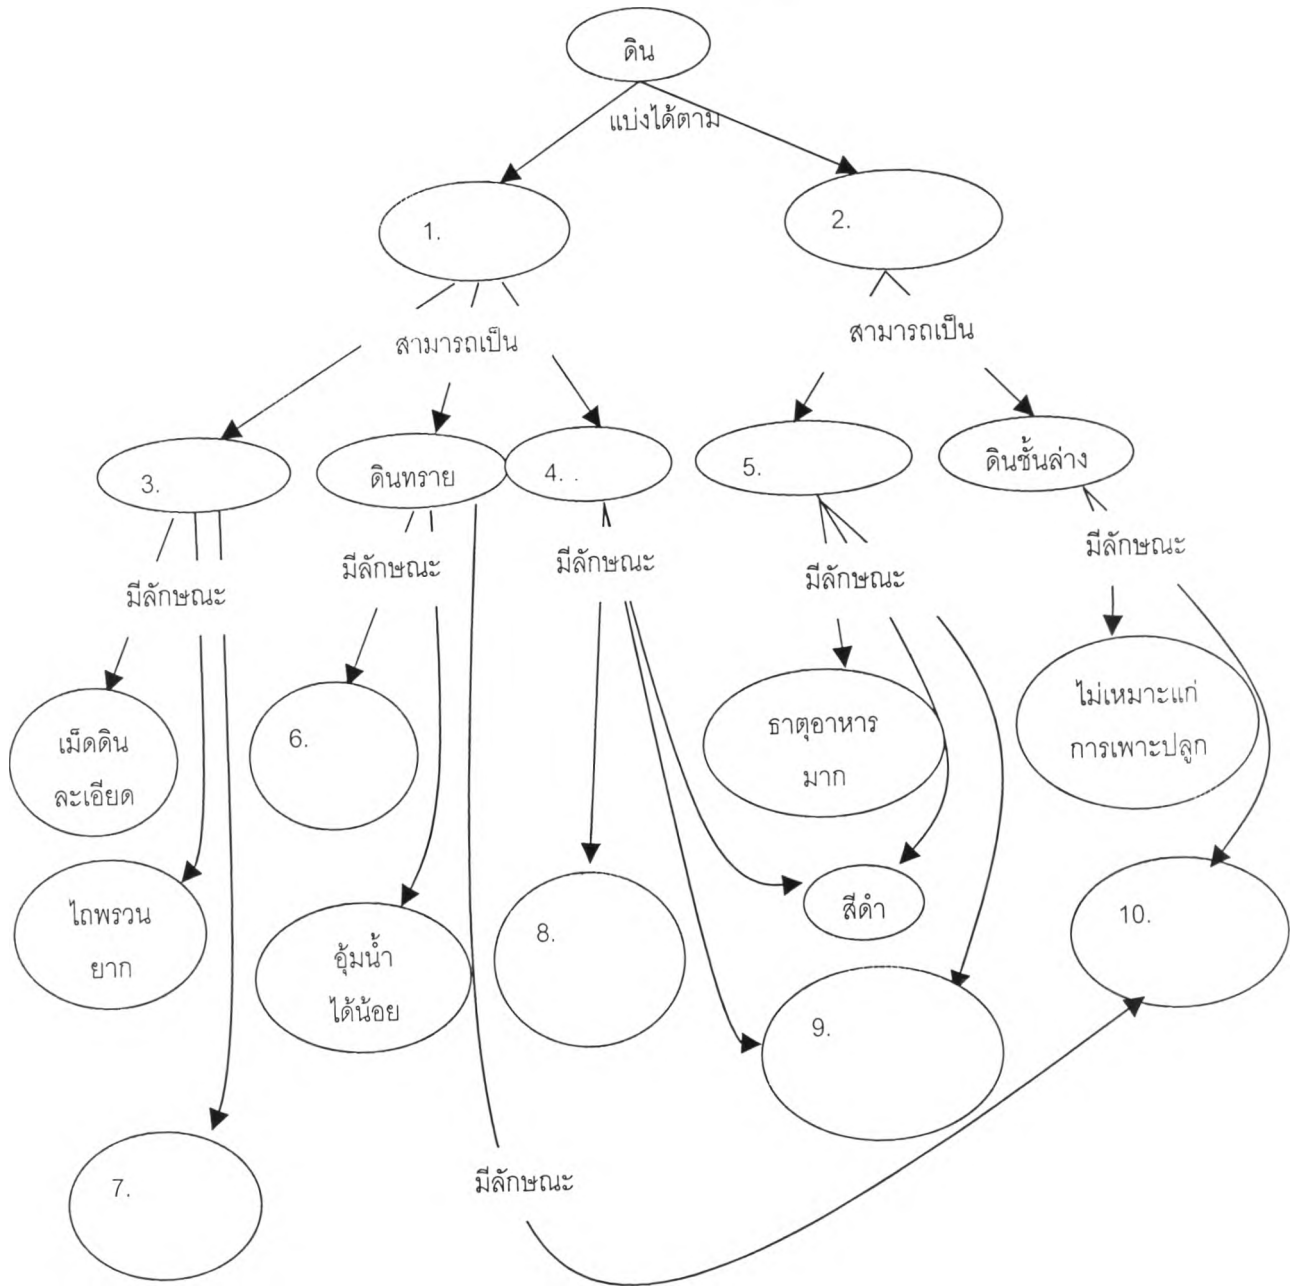 ดิน
แบ่งได้ตาม
1.
2.
สามารถเป็น
สามารถเป็น
3.
ดินทราย
4. .
5.
ดินชั้นล่าง
มีลักษณะ
มีลักษณะ
มีลักษณะ
มีลักษณะ
มีลักษณะ
เม็ดดิน
ละเอียด
6.
ธาตุอาหาร
มาก
ไม่เหมาะแก่
การเพาะปลูก
ไถพรวน
ยาก
อุ้มน้ำ
ได้น้อย
8.
สีดำ
10.
9.
7.
มีลักษณะ